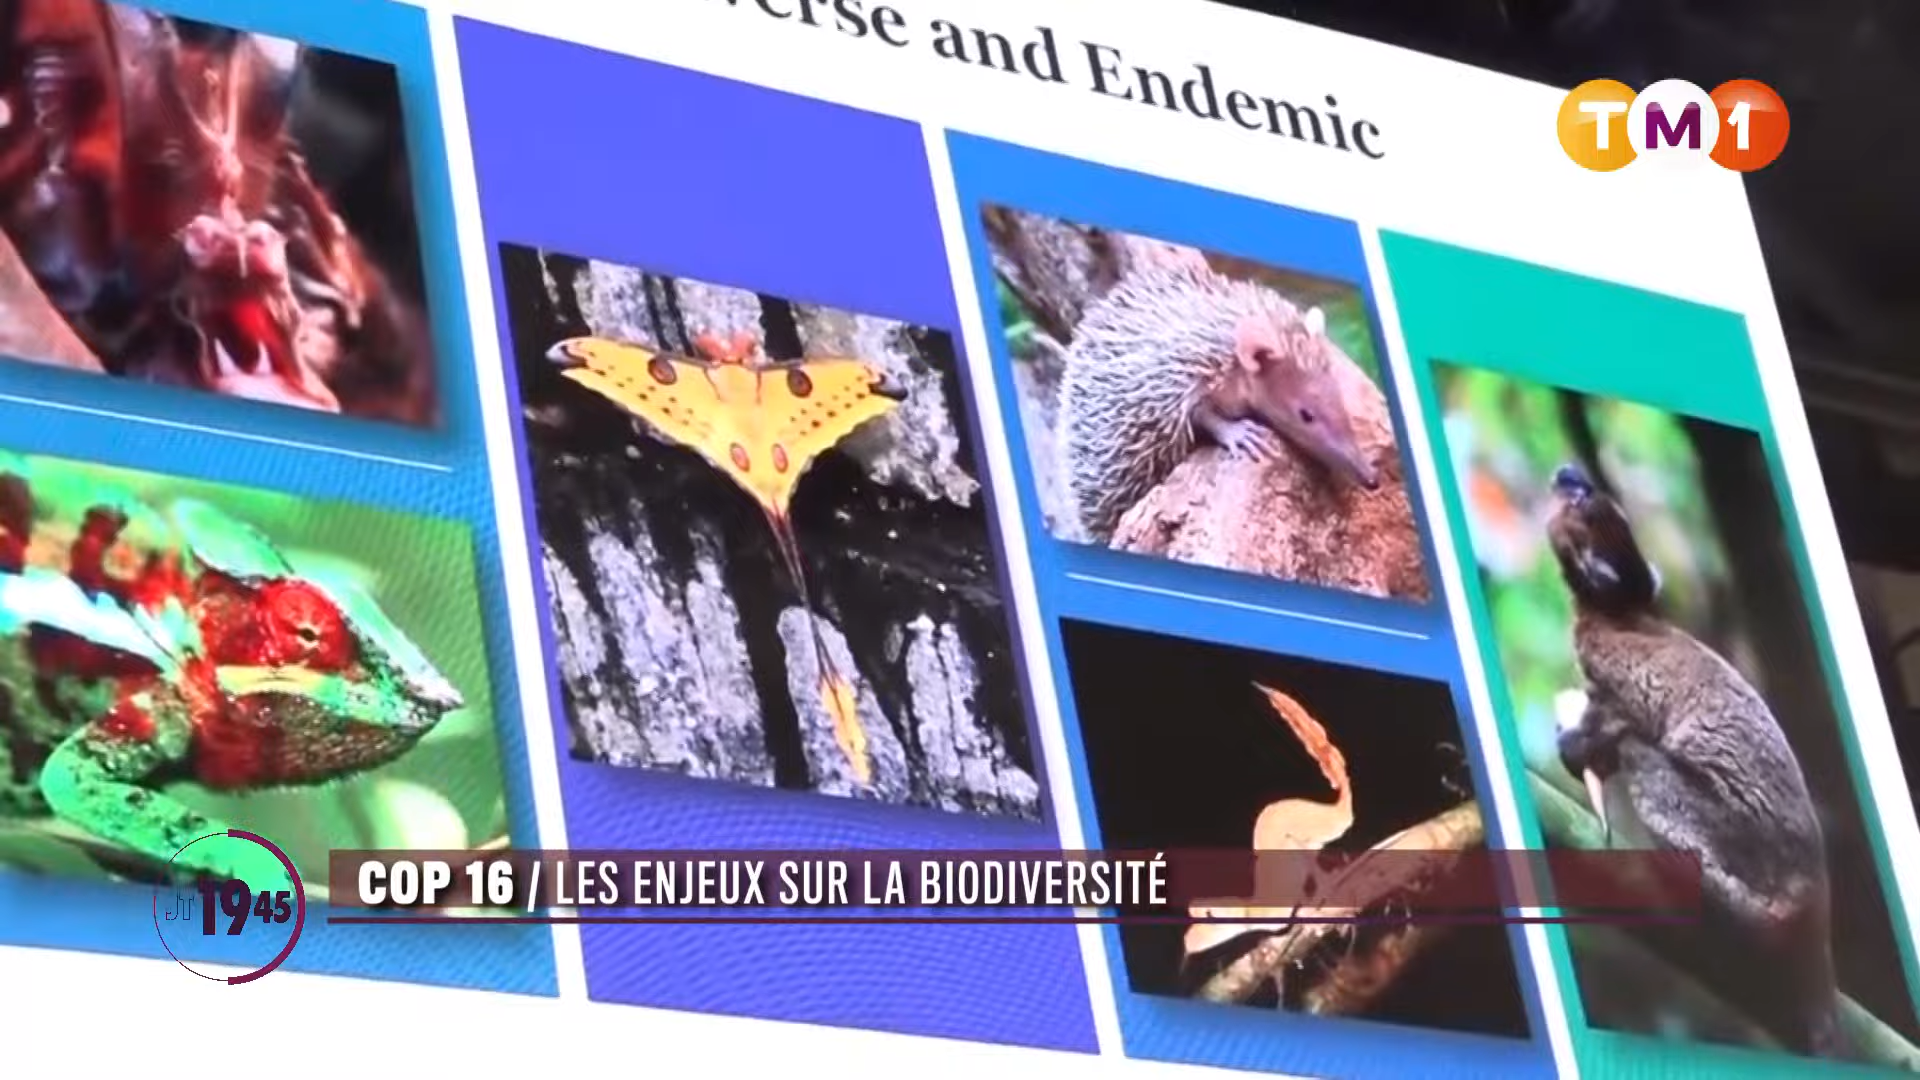 and Endemic
TM1
JT 1945
COP 16 / LES ENJEUX SUR LA BIODIVERSITÉ